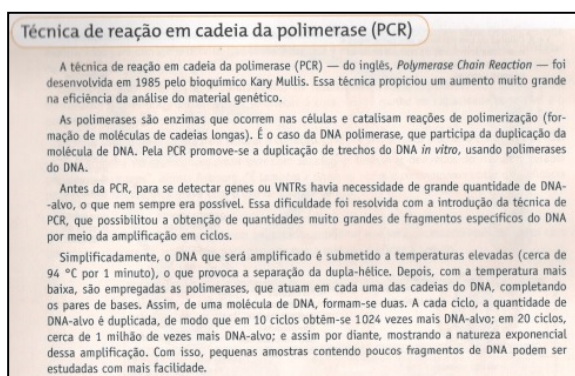 Técnica de reação em cadeia da polimerase (PCR)
A técnica de reação em cadeia da polimerase (PCR) — do inglês, Polymerase Chain Reaction — foi
desenvolvida em 1985 pelo bioquímico Kary Mullis. Essa técnica propiciou um aumento muito grande
na eficiência da análise do material genético.
As polimerases são enzimas que ocorrem nas células e catalisam reações de polimerização (for-
mação de moléculas de cadeias longas). É o caso da DNA polimerase, que participa da duplicação da
molécula de DNA. Pela PCR promove-se a duplicação de trechos do DNA in vitro, usando polimerases
do DNA.
Antes da PCR, para se detectar genes ou VNTRs havia necessidade de grande quantidade de DNA-
-alvo, o que nem sempre era possível. Essa dificuldade foi resolvida com a introdução da técnica de
PCR, que possibilitou a obtenção de quantidades muito grandes de fragmentos específicos do DNA
por meio da amplificação em ciclos.
Simplificadamente, o DNA que será amplificado é submetido a temperaturas elevadas (cerca de
94 °C por 1 minuto), o que provoca a separação da dupla-hélice. Depois, com a temperatura mais
baixa, são empregadas as polimerases, que atuam em cada uma das cadeias do DNA, completando
os pares de bases. Assim, de uma molécula de DNA, formam-se duas. A cada ciclo, a quantidade de
DNA-alvo é duplicada, de modo que em 10 ciclos obtêm-se 1024 vezes mais DNA-alvo; em 20 ciclos,
cerca de 1 milhão de vezes mais DNA-alvo; e assim por diante, mostrando a natureza exponencial
dessa amplificação. Com isso, pequenas amostras contendo poucos fragmentos de DNA podem ser
estudadas com mais facilidade.